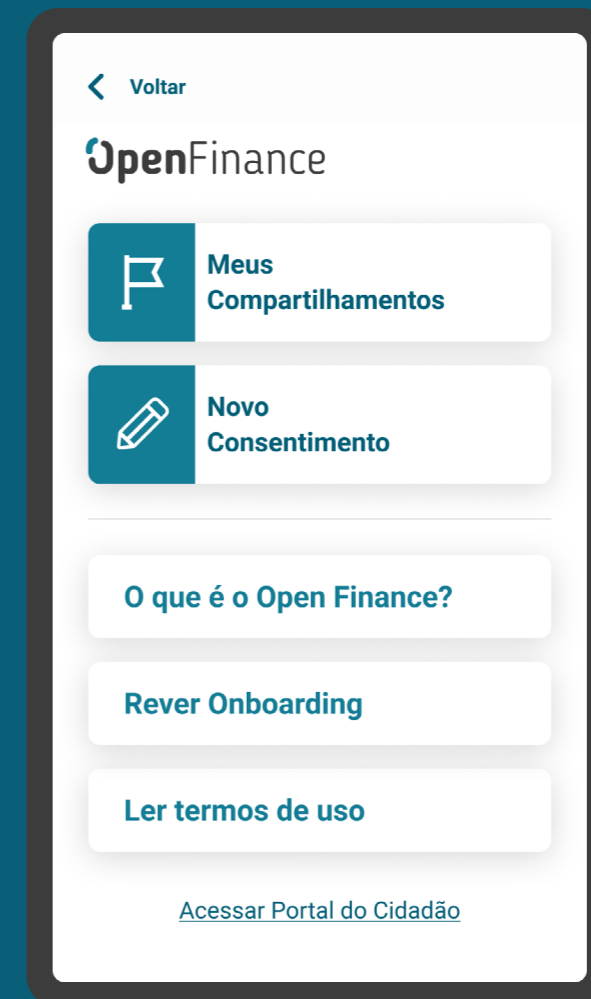 Voltar
OpenFinance
Meus
Compartilhamentos
Novo
Consentimento
O que é o Open Finance?
Rever Onboarding
Ler termos de uso
Acessar Portal do Cidadão